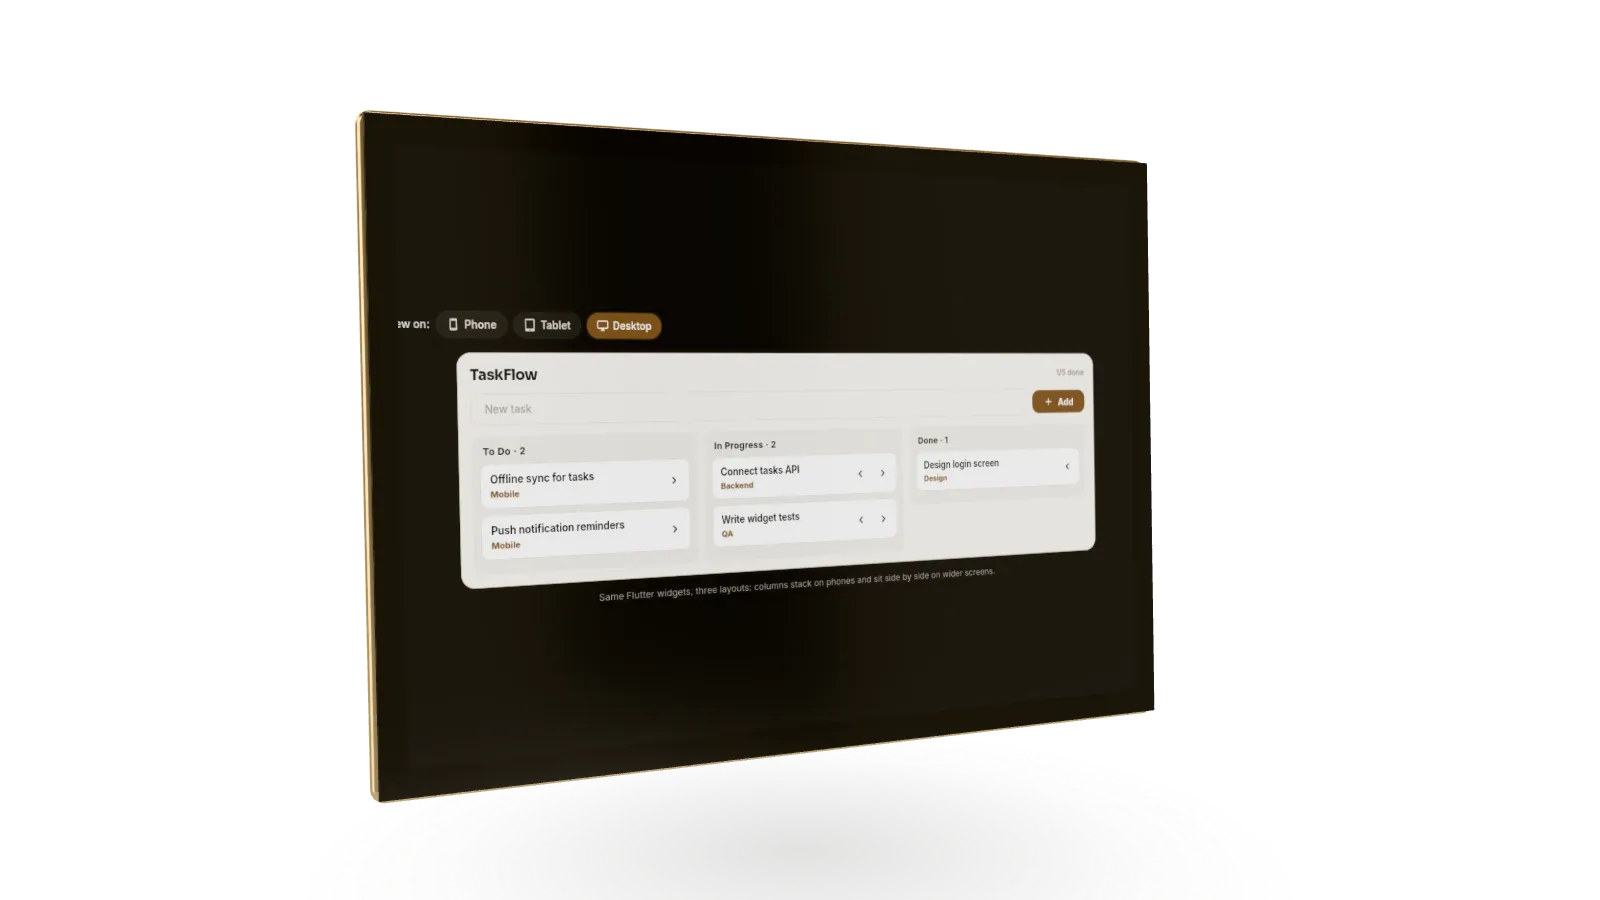 ew on: Phone Tablet Desktop
TaskFlow
1/5 done
New task
+ Add
To Do · 2
Offline sync for tasks
Mobile
Push notification reminders
Mobile
In Progress · 2
Connect tasks API
Backend
Write widget tests
QA
Done · 1
Design login screen
Design
Same Flutter widgets, three layouts: columns stack on phones and sit side by side on wider screens.